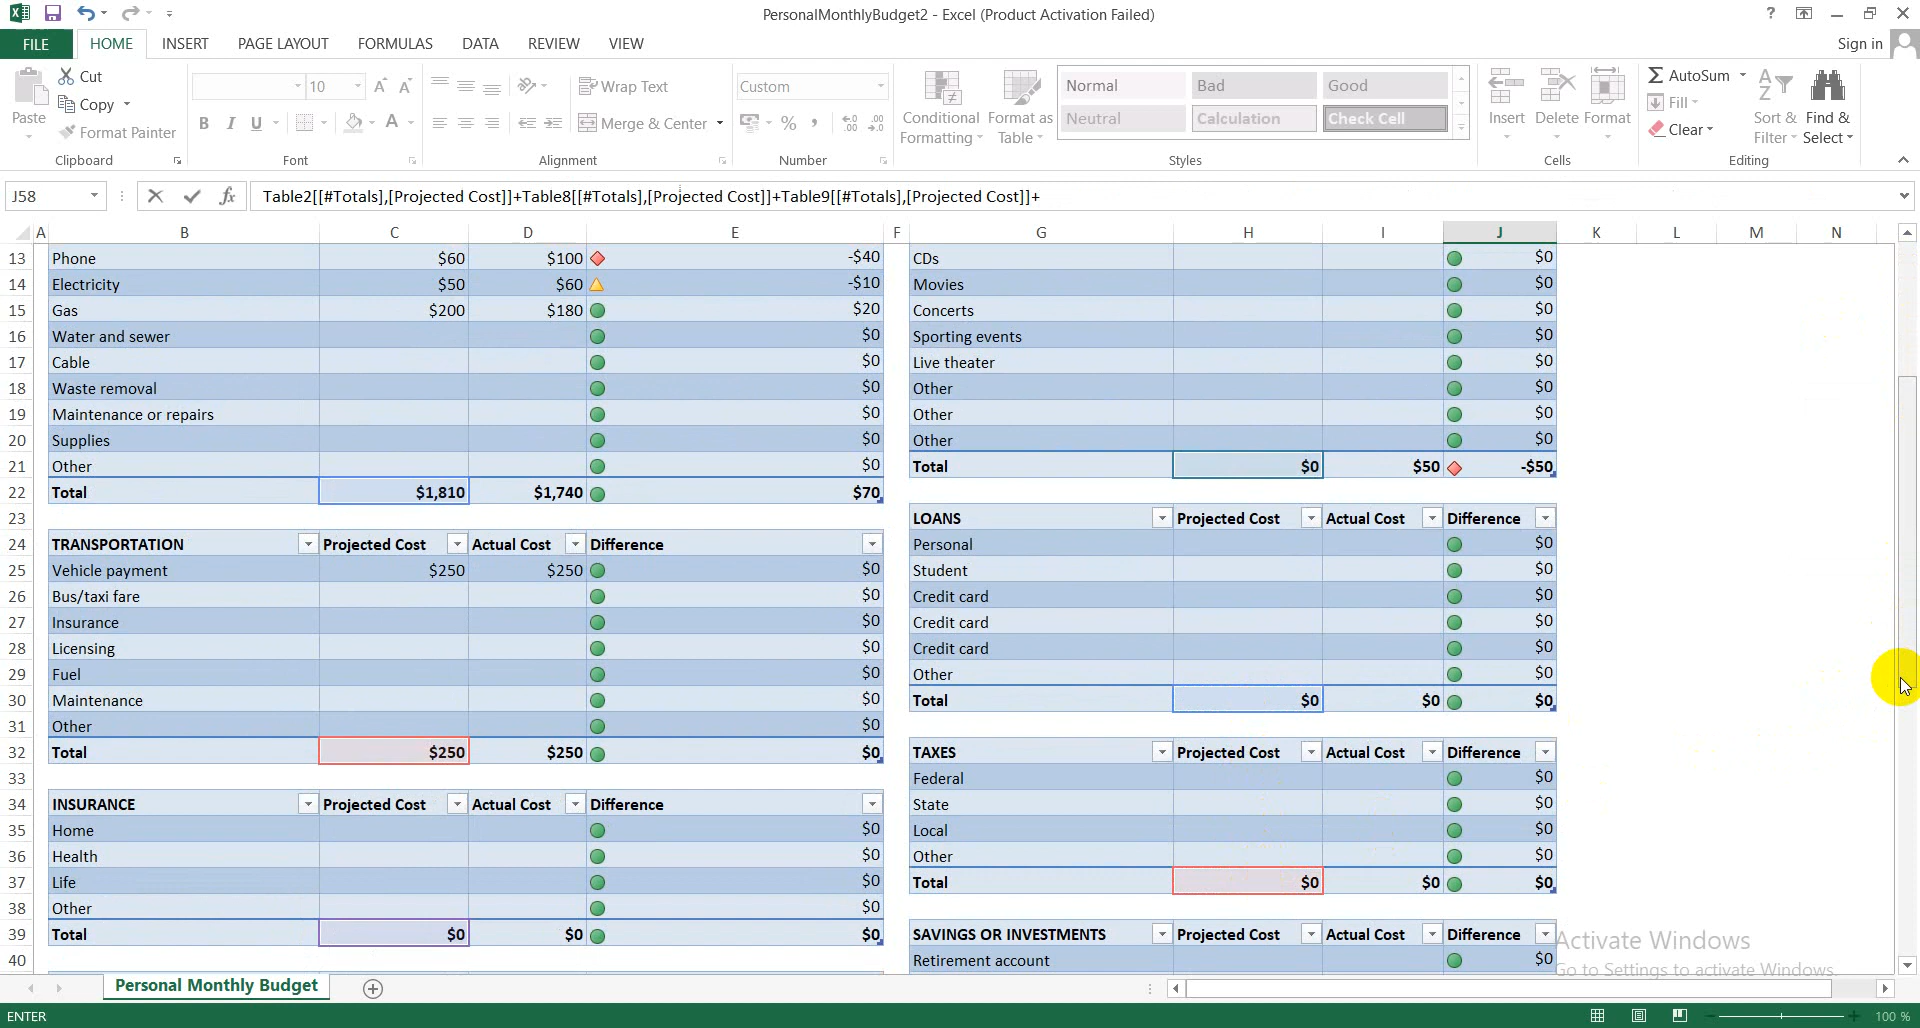 PersonalMonthlyBudget2 - Excel (Product Activation Failed)
FILE HOME INSERT PAGE LAYOUT FORMULAS DATA REVIEW VIEW Sign in
Paste Cut Copy Format Painter Clipboard
10 B I U A Font
Wrap Text Merge & Center Alignment
Custom % , Number
Conditional Formatting Format as Table
Normal Bad Good
Neutral Calculation Check Cell
Styles
Insert Delete Format Cells
AutoSum Fill Clear Sort & Filter Find & Select Editing
J58 fx Table2[[#Totals],[Projected Cost]]+Table8[[#Totals],[Projected Cost]]+Table9[[#Totals],[Projected Cost]]+
A B C D E F G H I J K L M N
13 Phone $60 $100 -$40 CDs $0
14 Electricity $50 $60 -$10 Movies $0
15 Gas $200 $180 $20 Concerts $0
16 Water and sewer $0 Sporting events $0
17 Cable $0 Live theater $0
18 Waste removal $0 Other $0
19 Maintenance or repairs $0 Other $0
20 Supplies $0 Other $0
21 Other $0 Total $0 $50 -$50
22 Total $1,810 $1,740 $70
23 LOANS Projected Cost Actual Cost Difference
24 TRANSPORTATION Projected Cost Actual Cost Difference Personal $0
25 Vehicle payment $250 $250 $0 Student $0
26 Bus/taxi fare $0 Credit card $0
27 Insurance $0 Credit card $0
28 Licensing $0 Credit card $0
29 Fuel $0 Other $0
30 Maintenance $0 Total $0 $0 $0
31 Other $0
32 Total $250 $250 $0 TAXES Projected Cost Actual Cost Difference
33 Federal $0
34 INSURANCE Projected Cost Actual Cost Difference State $0
35 Home $0 Local $0
36 Health $0 Other $0
37 Life $0 Total $0 $0 $0
38 Other $0
39 Total $0 $0 $0 SAVINGS OR INVESTMENTS Projected Cost Actual Cost Difference
40 Retirement account $0
Activate Windows
Go to Settings to activate Windows.
Personal Monthly Budget
ENTER 100 %